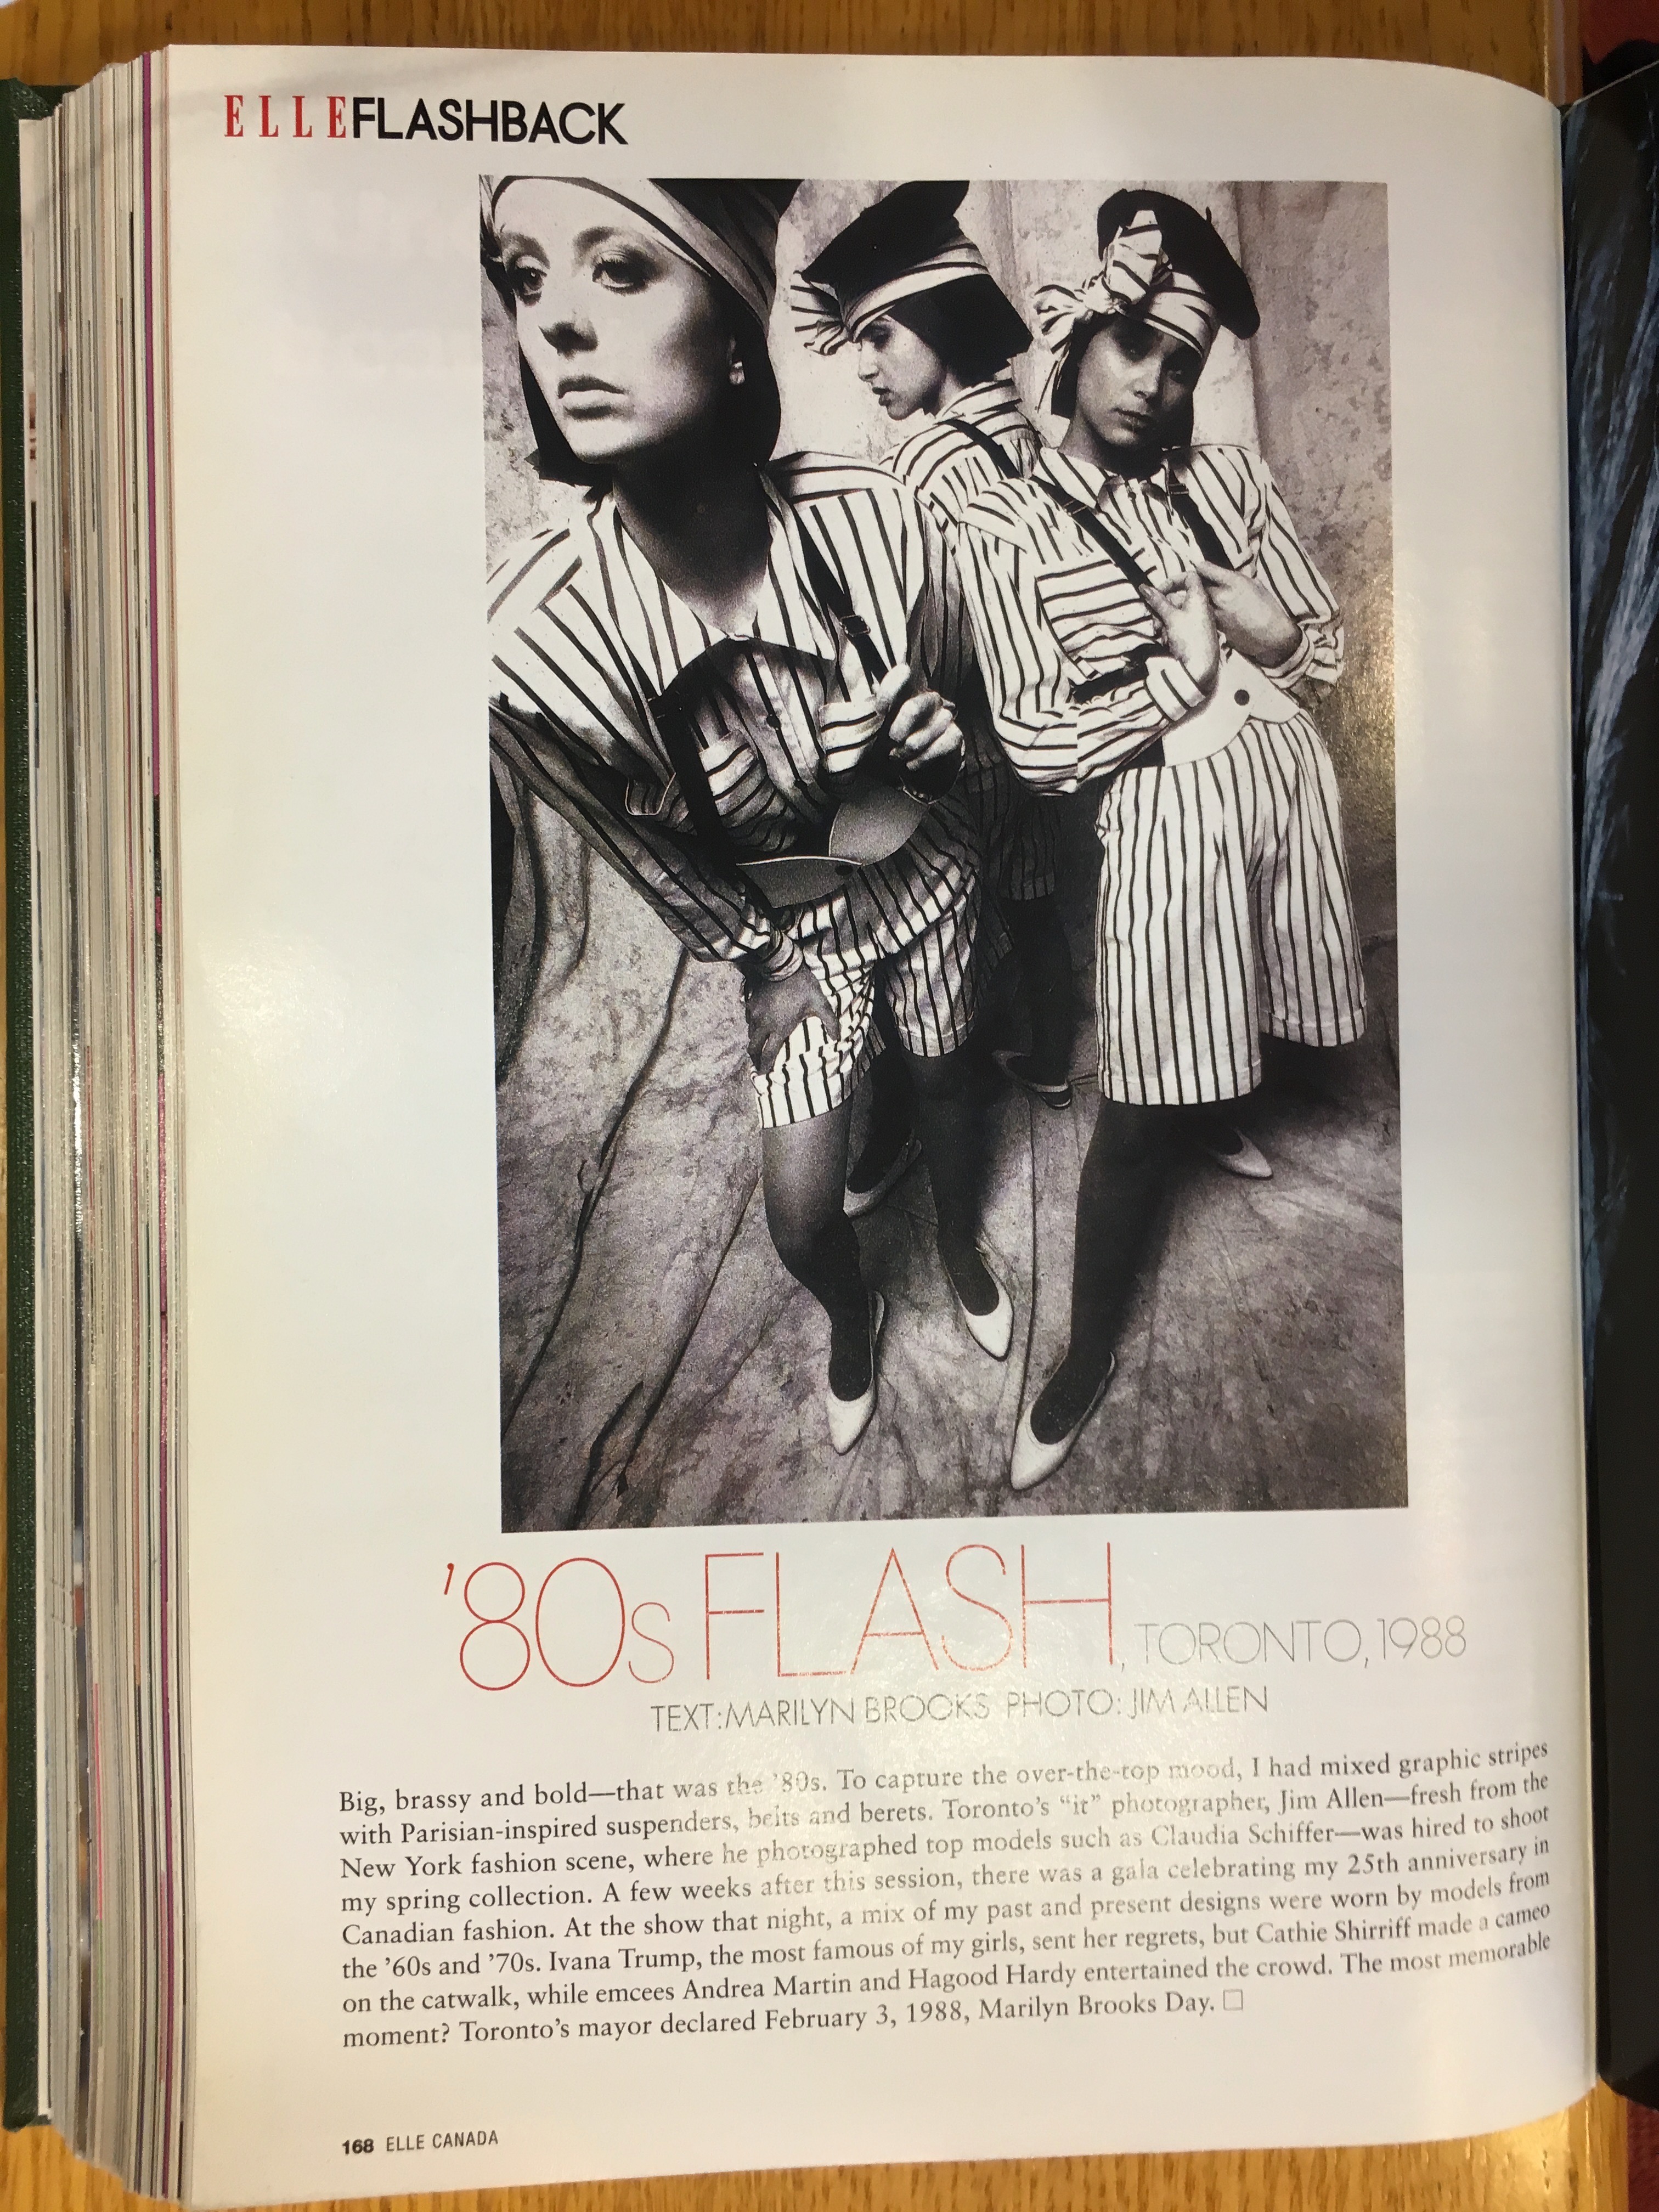 ELLEFLASHBACK
'80s FLASH, TORONTO, 1988
TEXT: MARILYN BROOKS PHOTO: JIM ALLEN
Big, brassy and bold—that was the '80s. To capture the over-the-top mood, I had mixed graphic stripes
with Parisian-inspired suspenders, belts and berets. Toronto's "it" photographer, Jim Allen—fresh from the
New York fashion scene, where he photographed top models such as Claudia Schiffer—was hired to shoot
my spring collection. A few weeks after this session, there was a gala celebrating my 25th anniversary in
Canadian fashion. At the show that night, a mix of my past and present designs were worn by models from
the '60s and '70s. Ivana Trump, the most famous of my girls, sent her regrets, but Cathie Shirriff made a cameo
on the catwalk, while emcees Andrea Martin and Hagood Hardy entertained the crowd. The most memorable
moment? Toronto's mayor declared February 3, 1988, Marilyn Brooks Day. □
168 ELLE CANADA